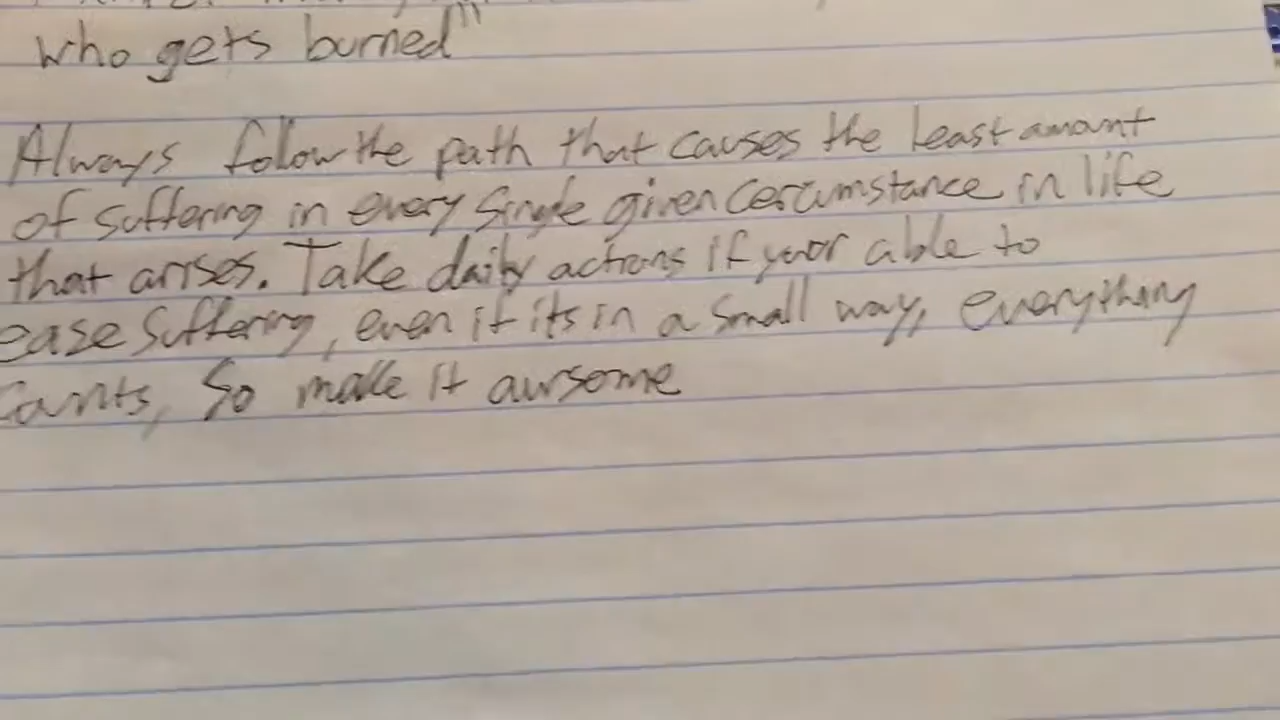 who gets burned"
Always follow the path that causes the least amount
of suffering in every single given cercumstance in life
that arises. Take daily actions if your able to
ease suffering, even if its in a small way, everything
counts, So make it awsome